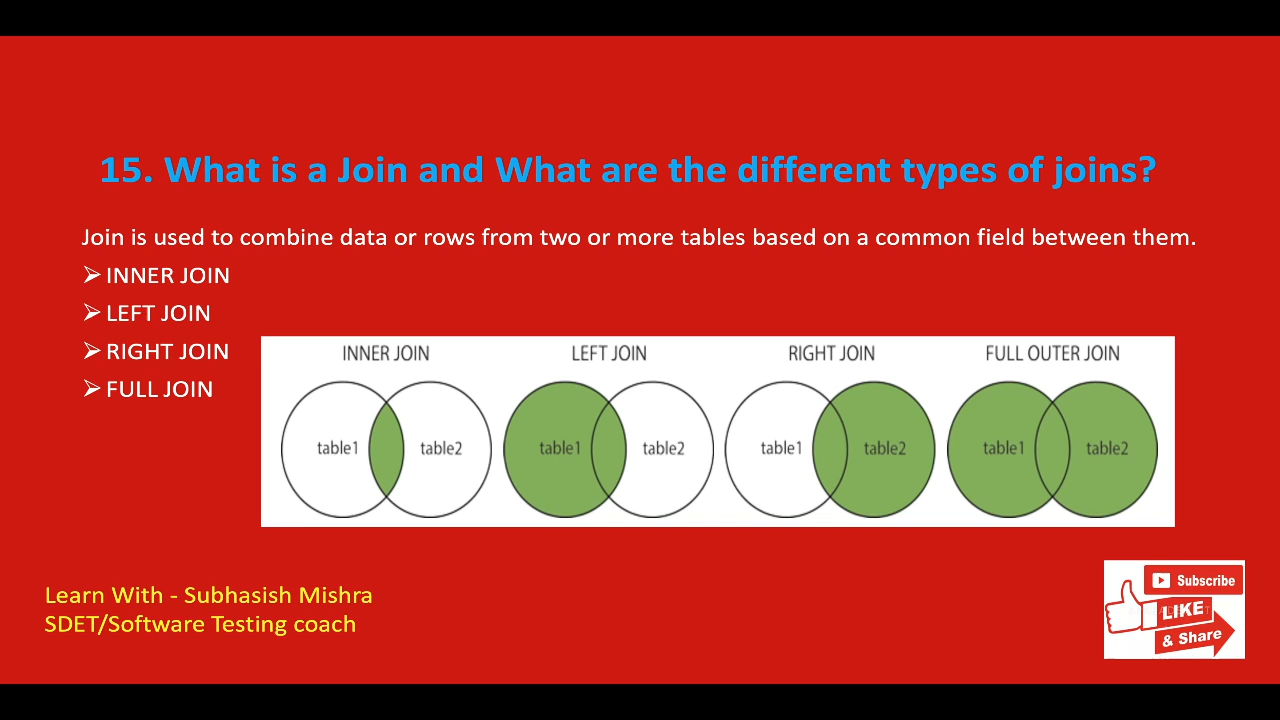 15. What is a Join and What are the different types of joins?
Join is used to combine data or rows from two or more tables based on a common field between them.
➢ INNER JOIN
➢ LEFT JOIN
➢ RIGHT JOIN
➢ FULL JOIN
INNER JOIN LEFT JOIN RIGHT JOIN FULL OUTER JOIN
table1 table2 table1 table2 table1 table2 table1 table2
Learn With - Subhasish Mishra
SDET/Software Testing coach
Subscribe
LIKE
& Share